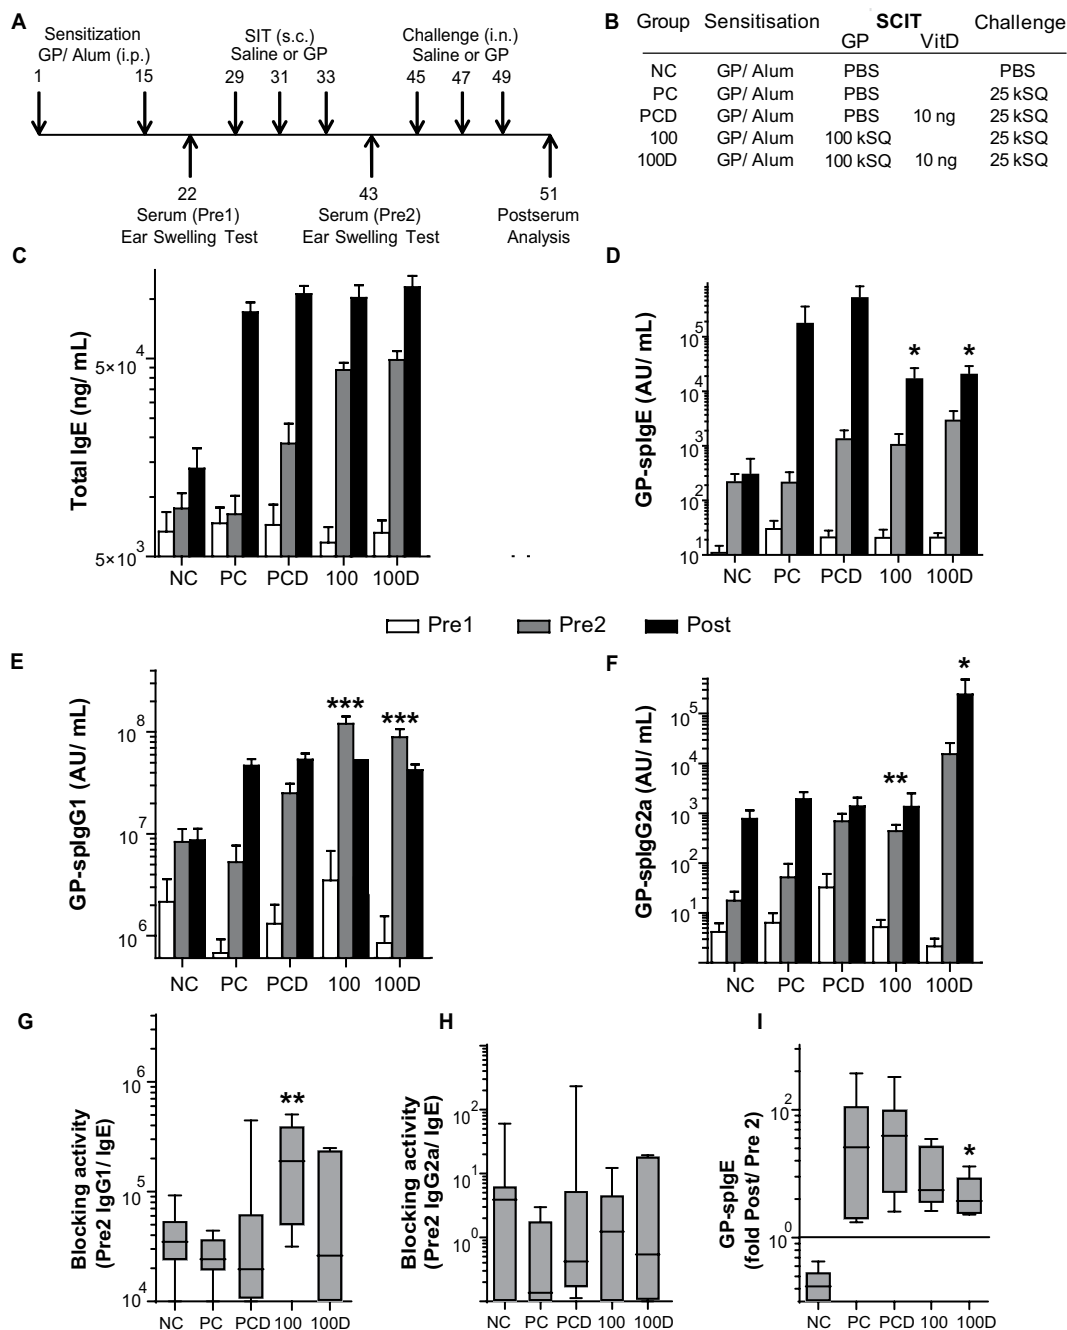 A
Sensitization
GP/ Alum (i.p.)
SIT (s.c.)
Saline or GP
Challenge (i.n.)
Saline or GP
1 15 29 31 33 45 47 49
22 43 51
Serum (Pre1)
Ear Swelling Test
Serum (Pre2)
Ear Swelling Test
Postserum
Analysis
B
Group Sensitisation SCIT Challenge
GP VitD
NC GP/ Alum PBS PBS
PC GP/ Alum PBS 25 kSQ
PCD GP/ Alum PBS 10 ng 25 kSQ
100 GP/ Alum 100 kSQ 25 kSQ
100D GP/ Alum 100 kSQ 10 ng 25 kSQ
C
Total IgE (ng/ mL)
5×10⁴
5×10³
NC PC PCD 100 100D
D
GP-spIgE (AU/ mL)
10⁵
10⁴
10³
10²
10¹
* *
NC PC PCD 100 100D
Pre1 Pre2 Post
E
GP-spIgG1 (AU/ mL)
10⁸
10⁷
10⁶
*** ***
NC PC PCD 100 100D
F
GP-spIgG2a (AU/ mL)
10⁵
10⁴
10³
10²
10¹
** *
NC PC PCD 100 100D
G
Blocking activity
(Pre2 IgG1/ IgE)
10⁶
10⁵
10⁴
**
NC PC PCD 100 100D
H
Blocking activity
(Pre2 IgG2a/ IgE)
10²
10¹
10⁰
NC PC PCD 100 100D
I
GP-spIgE
(fold Post/ Pre 2)
10²
10⁰
*
NC PC PCD 100 100D